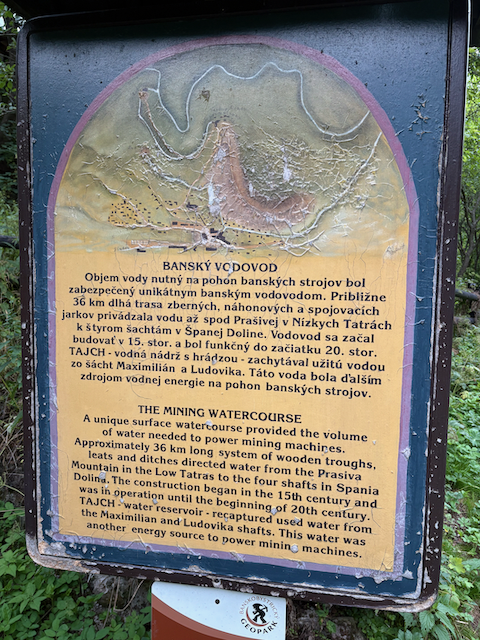 BANSKÝ VODOVOD
Objem vody nutný na pohon banských strojov bol
zabezpečený unikátnym banským vodovodom. Približne
36 km dlhá trasa zberných, náhonových a spojovacích
jarkov privádzala vodu až spod Prašivej v Nízkych Tatrách
k štyrom šachtám v Španej Doline. Vodovod sa začal
budovať v 15. stor. a bol funkčný do začiatku 20. stor.
TAJCH - vodná nádrž s hrádzou - zachytával užitú vodu
zo šácht Maximilián a Ludovika. Táto voda bola ďalším
zdrojom vodnej energie na pohon banských strojov.
THE MINING WATERCOURSE
A unique surface watercourse provided the volume
of water needed to power mining machines.
Approximately 36 km long system of wooden troughs,
leats and ditches directed water from the Prasiva
Mountain in the Low Tatras to the four shafts in Spania
Dolina. The construction began in the 15th century and
was in operation until the beginning of 20th century.
TAJCH - water reservoir - recaptured used water from
the Maximilian and Ludovika shafts. This water was
another energy source to power mining machines.
BANSKOBYSTRICKÝ
GEOPARK